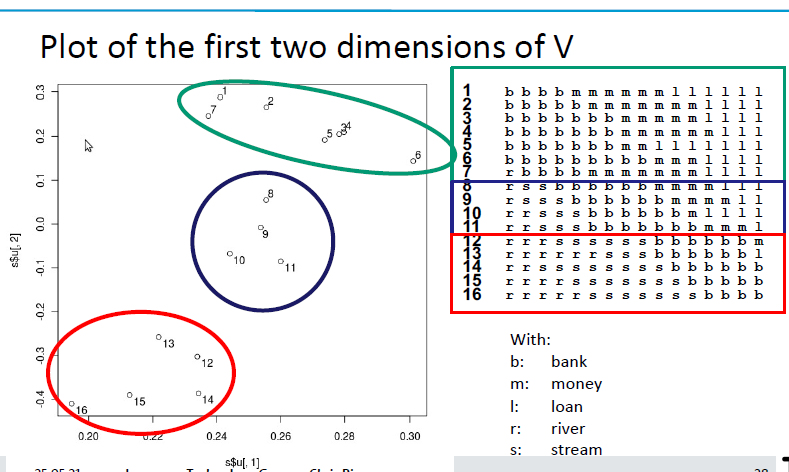 Plot of the first two dimensions of V
s$u[, 2]
0.3
0.2
0.1
0.0
-0.1
-0.2
-0.3
-0.4
1
2
7
5
3
4
6
8
9
10
11
13
12
14
15
16
0.20
0.22
0.24
0.26
0.28
0.30
s$u[, 1]
1 b b b b m m m m m m l l l l l l
2 b b b b b m m m m m m m l l l l
3 b b b b b b m m m m m m l l l l
4 b b b b b b b m m m m m m l l l
5 b b b b b b b m m l l l l l l l
6 b b b b b b b b b m m m l l l l
7 r b b b b b b m m m m m l l l l
8 r s s b b b b b b m m m m l l l
9 r s s s b b b b b b m m m l l l
10 r r s s s b b b b b b m l l l l
11 r r s s s b b b b b b b m m m l
12 r r r s s s s s s b b b b b b m
13 r r r r r r s s s b b b b b b l
14 r r r r s s s s s s b b b b b b
15 r r r r s s s s s s s b b b b b
16 r r r r r s s s s s s s b b b b
With:
b: bank
m: money
l: loan
r: river
s: stream